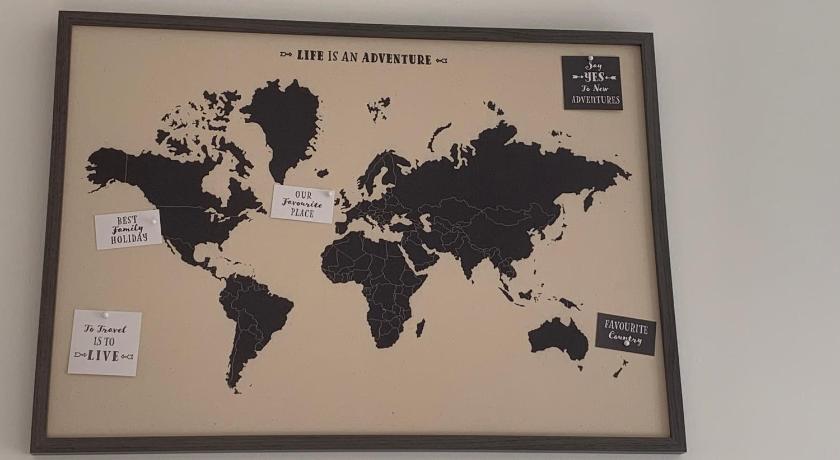 LIFE IS AN ADVENTURE
Say
YES
To New
ADVENTURES
OUR
Favourite
PLACE
BEST
Family
HOLIDAY
To Travel
IS TO
LIVE
FAVOURITE
Country